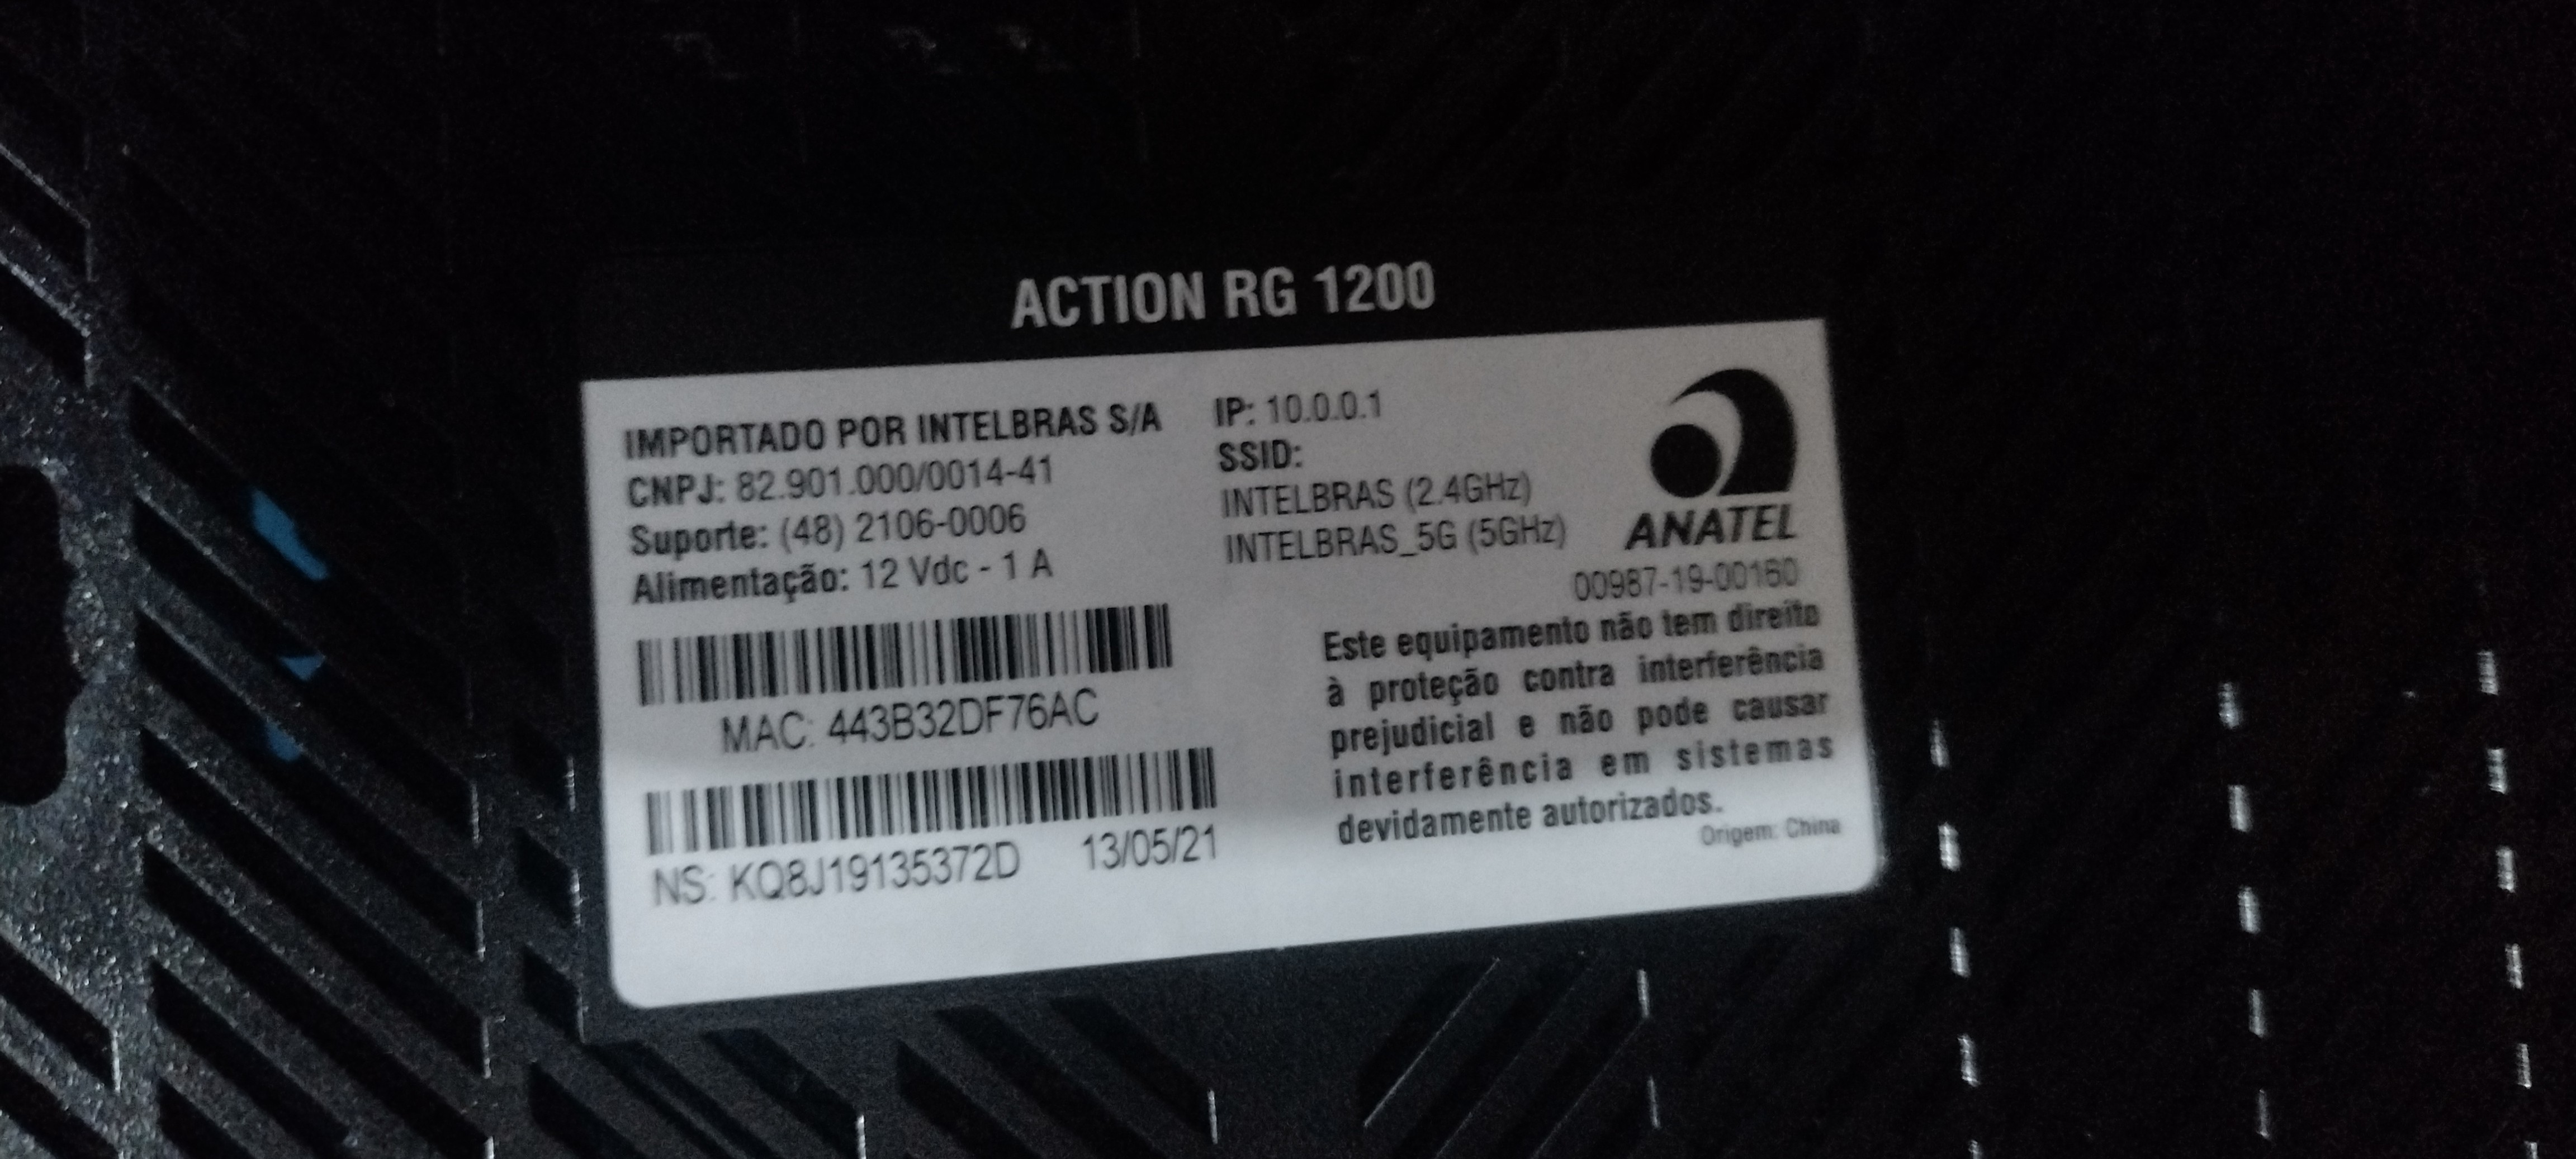 ACTION RG 1200
IMPORTADO POR INTELBRAS S/A
CNPJ: 82.901.000/0014-41
Suporte: (48) 2106-0006
Alimentação: 12 Vdc - 1 A
MAC: 443B32DF76AC
NS: KQ8J19135372D 13/05/21
IP: 10.0.0.1
SSID:
INTELBRAS (2.4GHz)
INTELBRAS_5G (5GHz)
ANATEL
00987-19-00160
Este equipamento não tem direito
à proteção contra interferência
prejudicial e não pode causar
interferência em sistemas
devidamente autorizados.
Origem: China